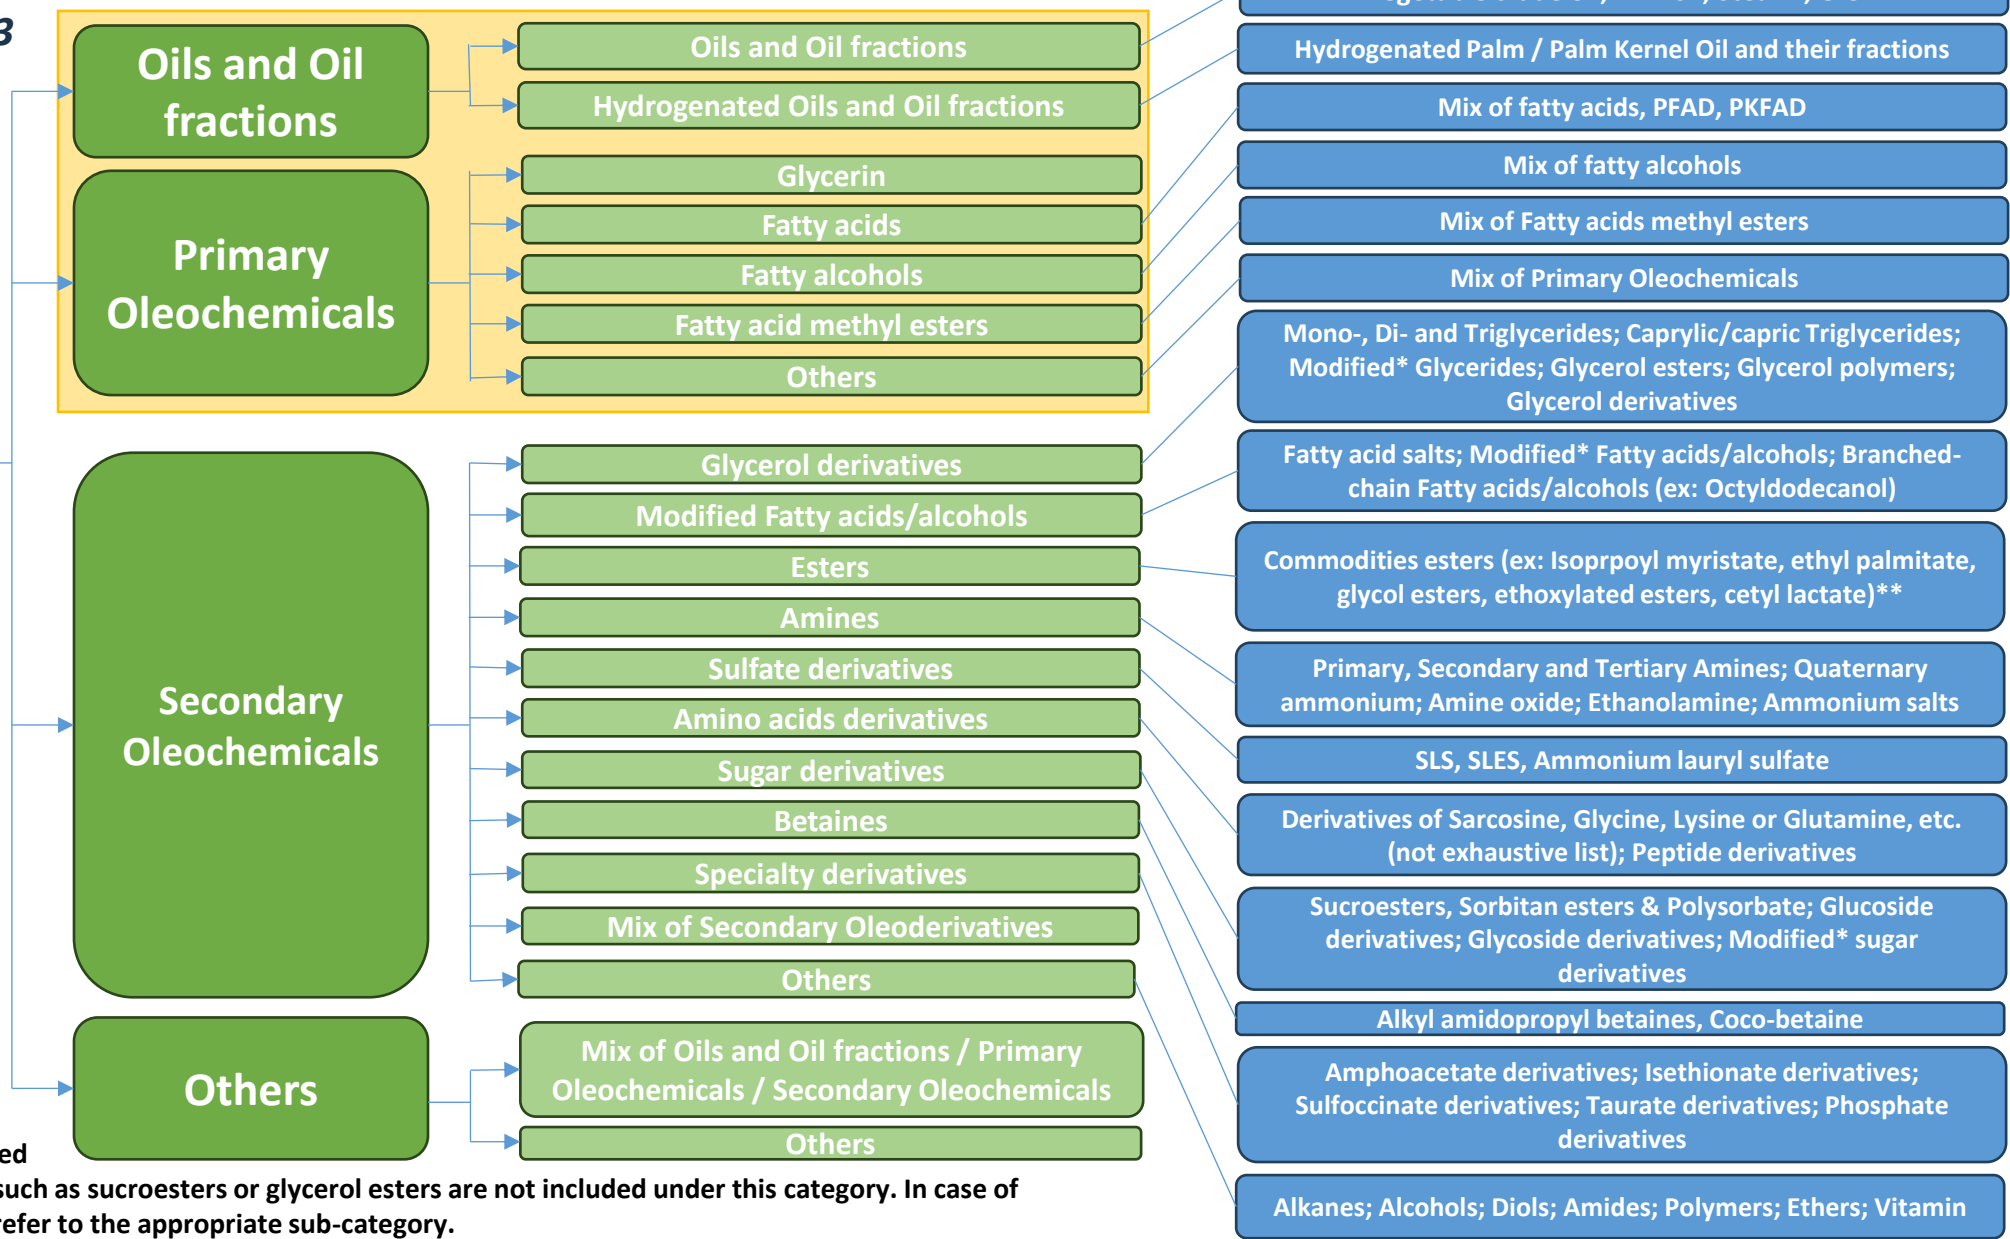 3
Oils and Oil
fractions
Oils and Oil fractions
Hydrogenated Oils and Oil fractions
Hydrogenated Palm / Palm Kernel Oil and their fractions
Primary
Oleochemicals
Glycerin
Fatty acids
Fatty alcohols
Fatty acid methyl esters
Others
Mix of fatty acids, PFAD, PKFAD
Mix of fatty alcohols
Mix of Fatty acids methyl esters
Mix of Primary Oleochemicals
Secondary
Oleochemicals
Glycerol derivatives
Modified Fatty acids/alcohols
Esters
Amines
Sulfate derivatives
Amino acids derivatives
Sugar derivatives
Betaines
Specialty derivatives
Mix of Secondary Oleoderivatives
Others
Mono-, Di- and Triglycerides; Caprylic/capric Triglycerides;
Modified* Glycerides; Glycerol esters; Glycerol polymers;
Glycerol derivatives
Fatty acid salts; Modified* Fatty acids/alcohols; Branched-
chain Fatty acids/alcohols (ex: Octyldodecanol)
Commodities esters (ex: Isoprpoyl myristate, ethyl palmitate,
glycol esters, ethoxylated esters, cetyl lactate)**
Primary, Secondary and Tertiary Amines; Quaternary
ammonium; Amine oxide; Ethanolamine; Ammonium salts
SLS, SLES, Ammonium lauryl sulfate
Derivatives of Sarcosine, Glycine, Lysine or Glutamine, etc.
(not exhaustive list); Peptide derivatives
Sucroesters, Sorbitan esters & Polysorbate; Glucoside
derivatives; Glycoside derivatives; Modified* sugar
derivatives
Alkyl amidopropyl betaines, Coco-betaine
Amphoacetate derivatives; Isethionate derivatives;
Sulfoccinate derivatives; Taurate derivatives; Phosphate
derivatives
Alkanes; Alcohols; Diols; Amides; Polymers; Ethers; Vitamin
Others
Mix of Oils and Oil fractions / Primary
Oleochemicals / Secondary Oleochemicals
Others
ed
such as sucroesters or glycerol esters are not included under this category. In case of
refer to the appropriate sub-category.